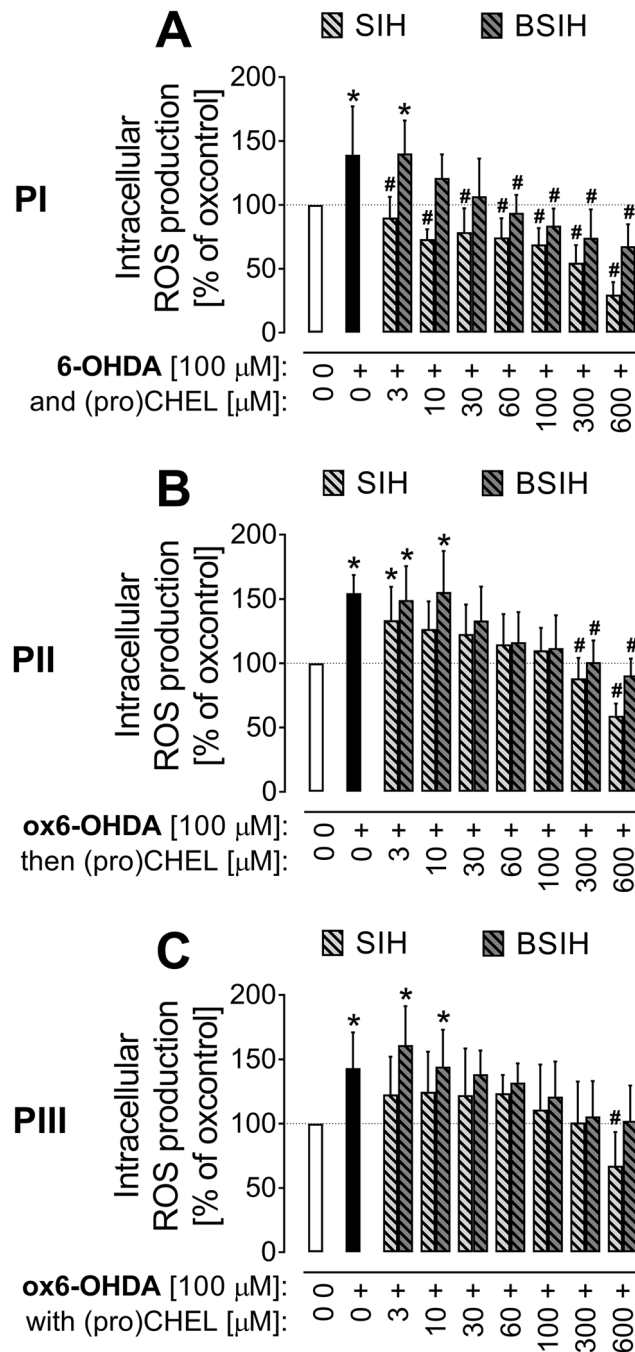 A
SIH BSIH
PI
Intracellular
ROS production
[% of oxcontrol]
200
150
100
50
0
* * # # # # # # # # # # #
6-OHDA [100 µM]: 0 + + + + + + + +
and (pro)CHEL [µM]: 0 0 3 10 30 60 100 300 600
B
SIH BSIH
PII
Intracellular
ROS production
[% of oxcontrol]
200
150
100
50
0
* * * * # # # #
ox6-OHDA [100 µM]: 0 + + + + + + + +
then (pro)CHEL [µM]: 0 0 3 10 30 60 100 300 600
C
SIH BSIH
PIII
Intracellular
ROS production
[% of oxcontrol]
200
150
100
50
0
* * * #
ox6-OHDA [100 µM]: 0 + + + + + + + +
with (pro)CHEL [µM]: 0 0 3 10 30 60 100 300 600